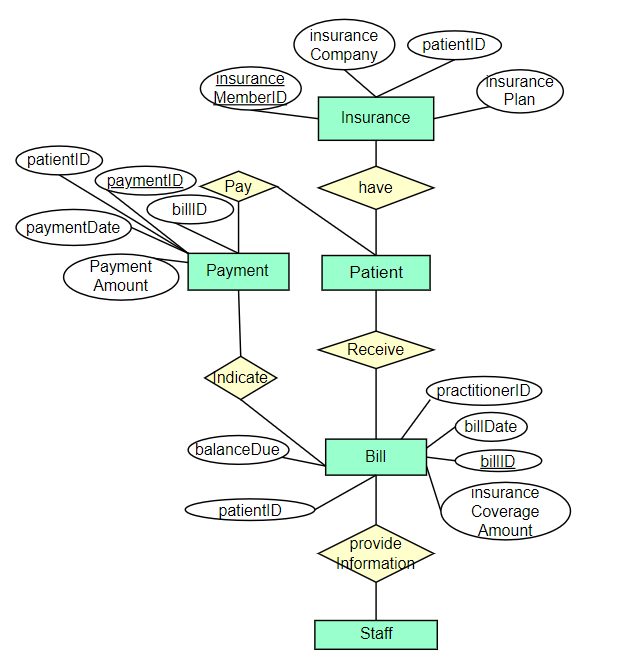 insurance
Company
patientID
insurance
MemberID
insurance
Plan
Insurance
patientID
paymentID
Pay
have
billID
paymentDate
Payment
Amount
Payment
Patient
Receive
Indicate
practitionerID
billDate
balanceDue
Bill
billID
patientID
insurance
Coverage
Amount
provide
Information
Staff